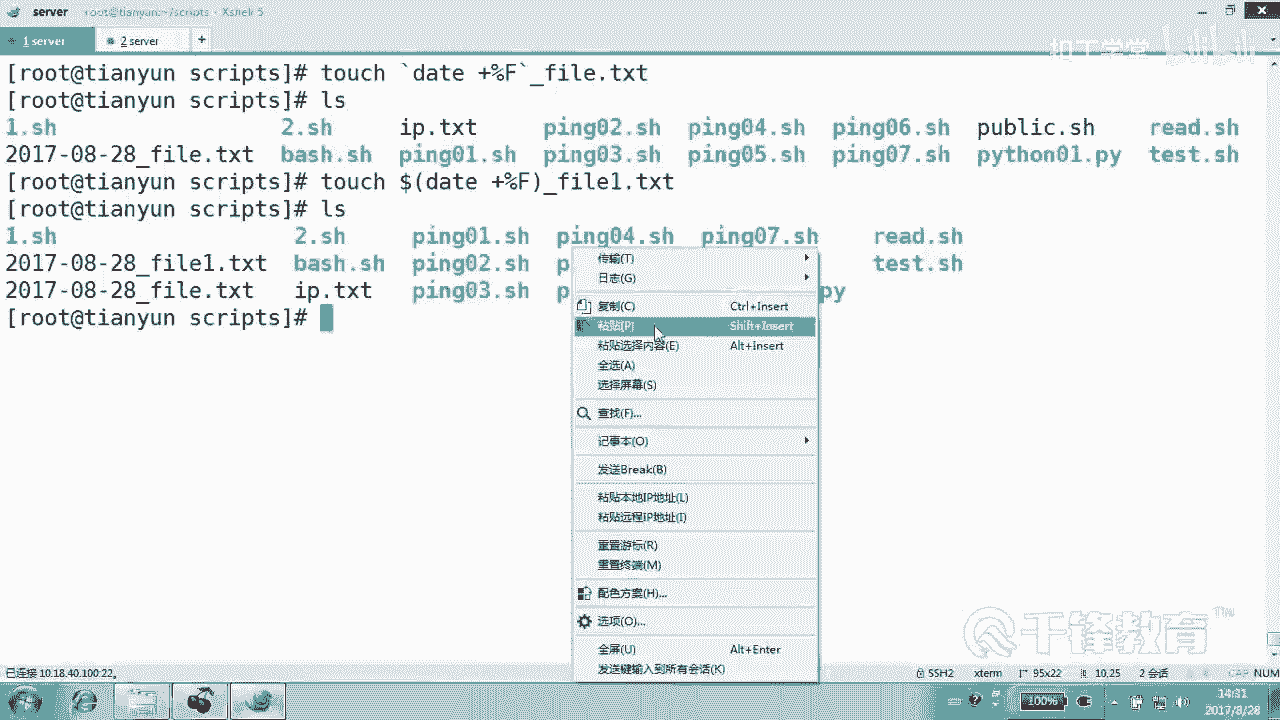 server root@tianyun:~/scripts - Xshell 5
1 server 2 server +
扣丁学堂 bilibili
[root@tianyun scripts]# touch `date +%F`_file.txt
[root@tianyun scripts]# ls
1.sh 2.sh ip.txt ping02.sh ping04.sh ping06.sh public.sh read.sh
2017-08-28_file.txt bash.sh ping01.sh ping03.sh ping05.sh ping07.sh python01.py test.sh
[root@tianyun scripts]# touch $(date +%F)_file1.txt
[root@tianyun scripts]# ls
1.sh 2.sh ping01.sh ping04.sh ping07.sh read.sh
2017-08-28_file1.txt bash.sh ping02.sh p test.sh
2017-08-28_file.txt ip.txt ping03.sh p py
[root@tianyun scripts]#
传输(T)
日志(G)
复制(C) Ctrl+Insert
粘贴(P) Shift+Insert
粘贴选择内容(E) Alt+Insert
全选(A)
选择屏幕(S)
查找(F)...
记事本(O)
发送Break(B)
粘贴本地IP地址(L)
粘贴远程IP地址(I)
重置游标(R)
重置终端(M)
配色方案(H)...
选项(O)...
全屏(U) Alt+Enter
发送键输入到所有会话(K)
千锋教育™
已连接 10.18.40.100:22。 SSH2 xterm 95x22 10,25 2 会话 CAP NUM
100% 14:31
2017/8/28